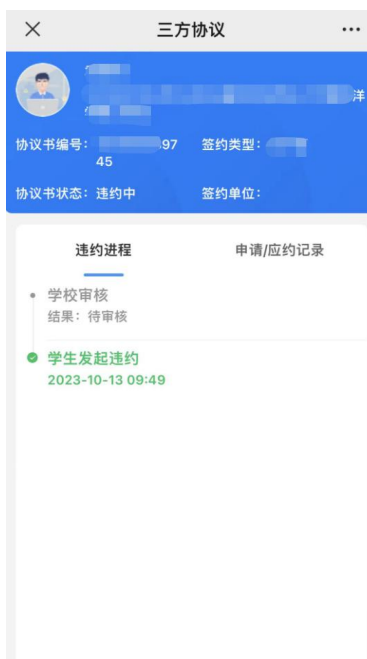 三方协议
洋
协议书编号： 97 签约类型：
45
协议书状态：违约中 签约单位：
违约进程 申请/应约记录
学校审核
结果：待审核
学生发起违约
2023-10-13 09:49